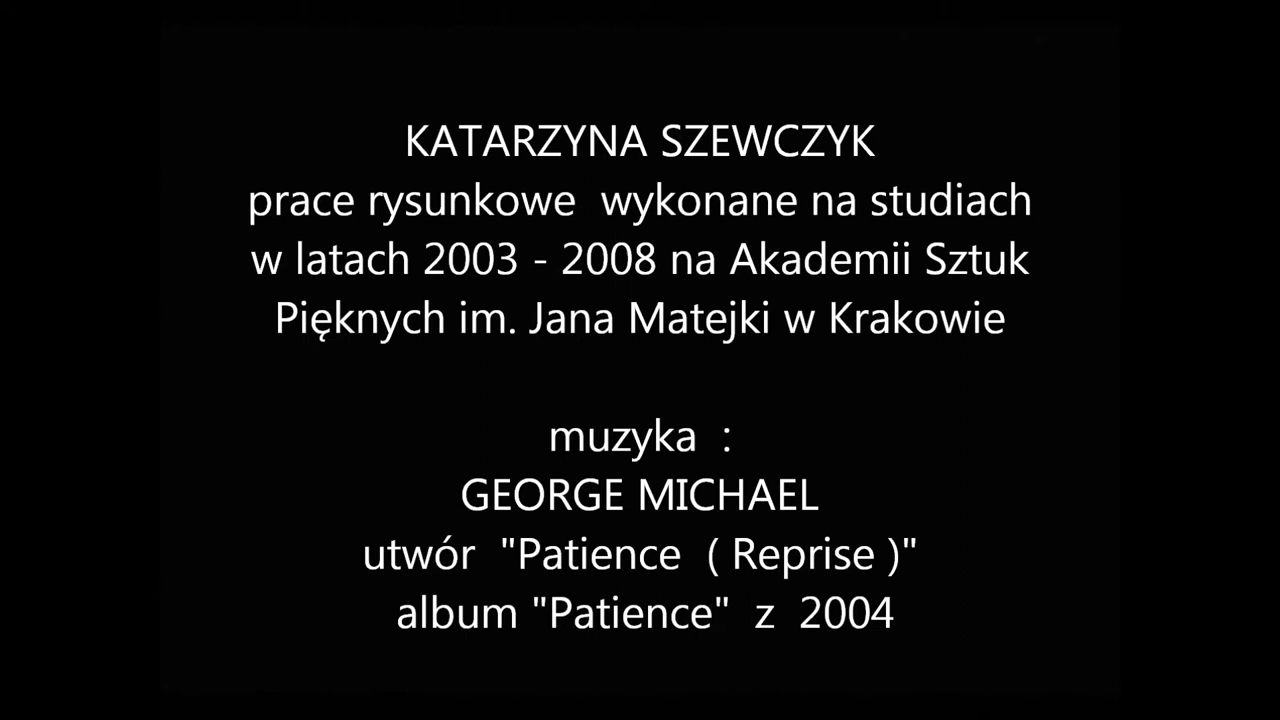 KATARZYNA SZEWCZYK
prace rysunkowe  wykonane na studiach
w latach 2003 - 2008 na Akademii Sztuk
Pięknych im. Jana Matejki w Krakowie
muzyka  :
GEORGE MICHAEL
utwór  "Patience  ( Reprise )"
album "Patience"  z  2004